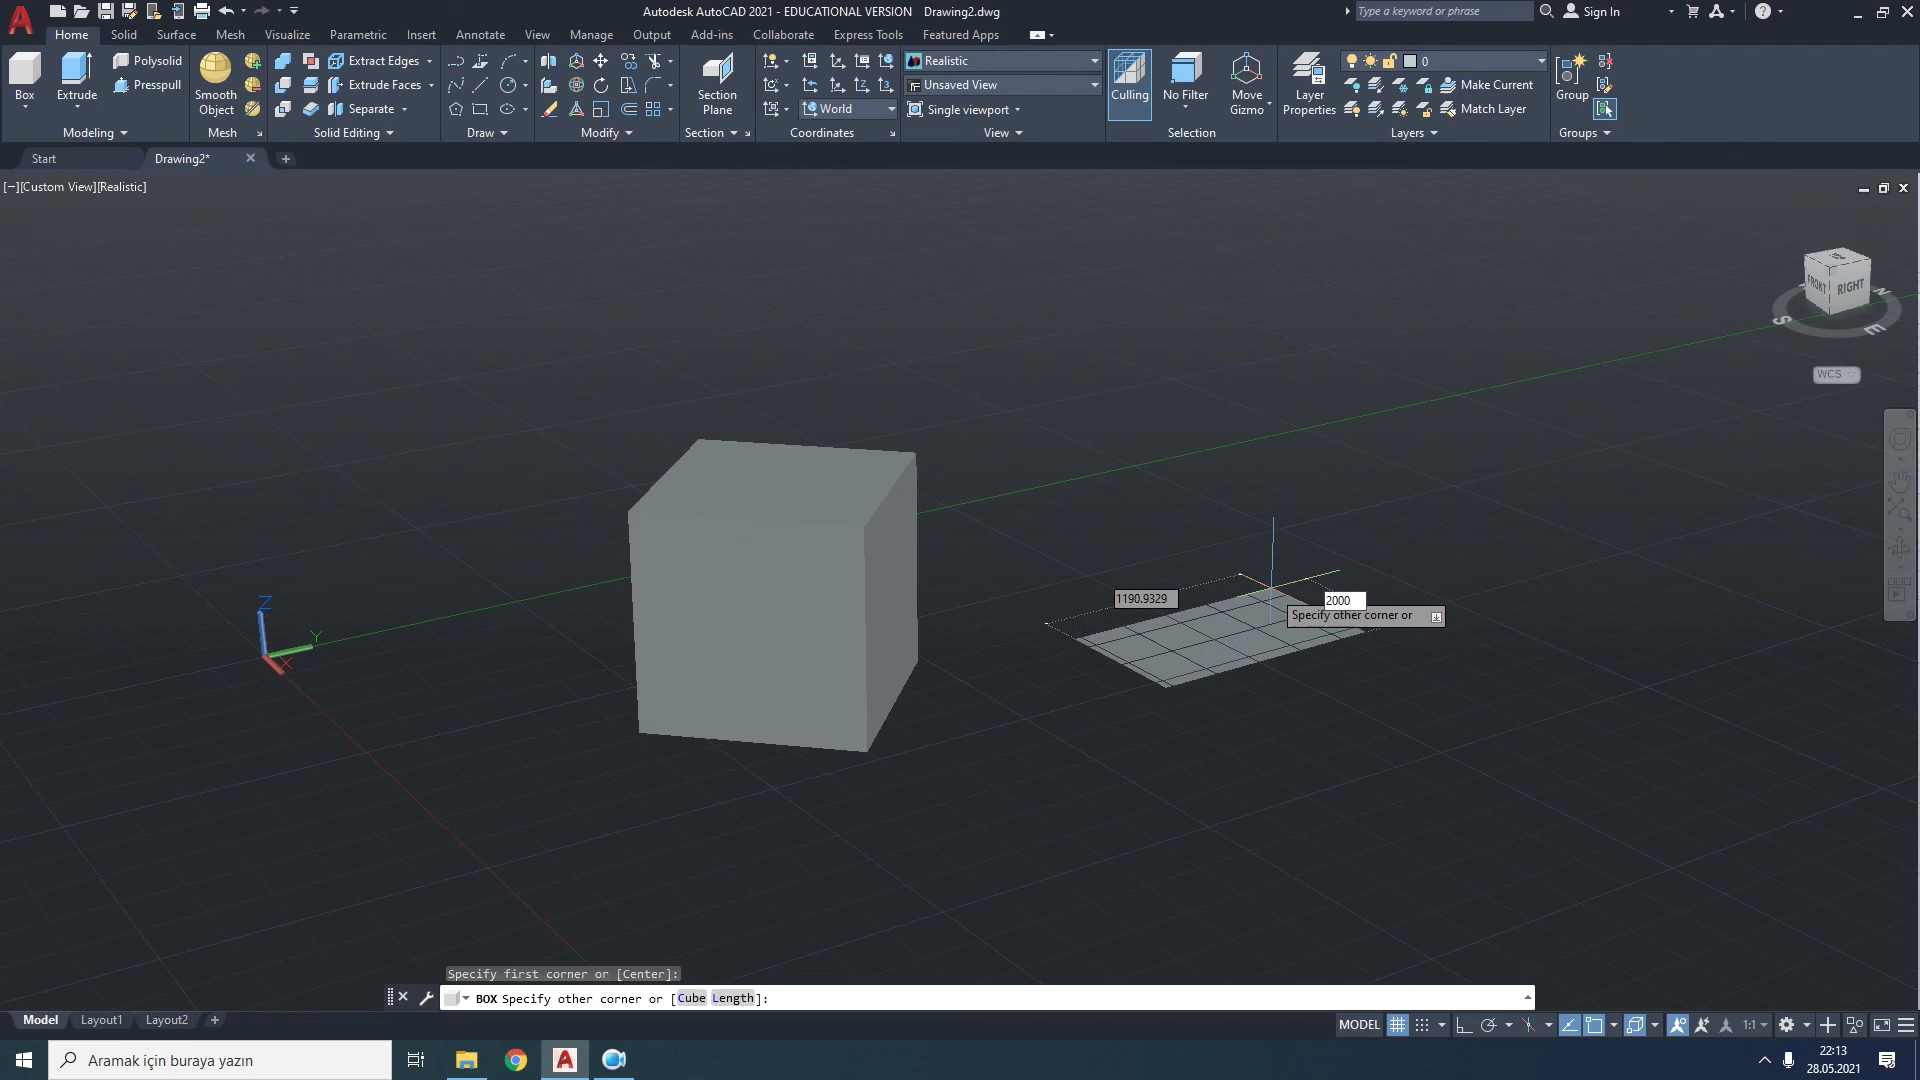 Autodesk AutoCAD 2021 - EDUCATIONAL VERSION Drawing2.dwg
Type a keyword or phrase
Sign In
Home Solid Surface Mesh Visualize Parametric Insert Annotate View Manage Output Add-ins Collaborate Express Tools Featured Apps
Box
Extrude
Polysolid
Presspull
Modeling
Smooth
Object
Mesh
Extract Edges
Extrude Faces
Separate
Solid Editing
Draw
Modify
Section
Plane
Section
World
Coordinates
Realistic
Unsaved View
Single viewport
View
Culling
No Filter
Move
Gizmo
Selection
Layer
Properties
0
Make Current
Match Layer
Layers
Group
Groups
Start
Drawing2*
[−][Custom View][Realistic]
FRONT
RIGHT
S
E
N
WCS
Z
Y
X
1190.9329
2000
Specify other corner or
Specify first corner or [Center]:
BOX Specify other corner or [Cube Length]:
Model Layout1 Layout2
MODEL
1:1
Aramak için buraya yazın
22:13
28.05.2021